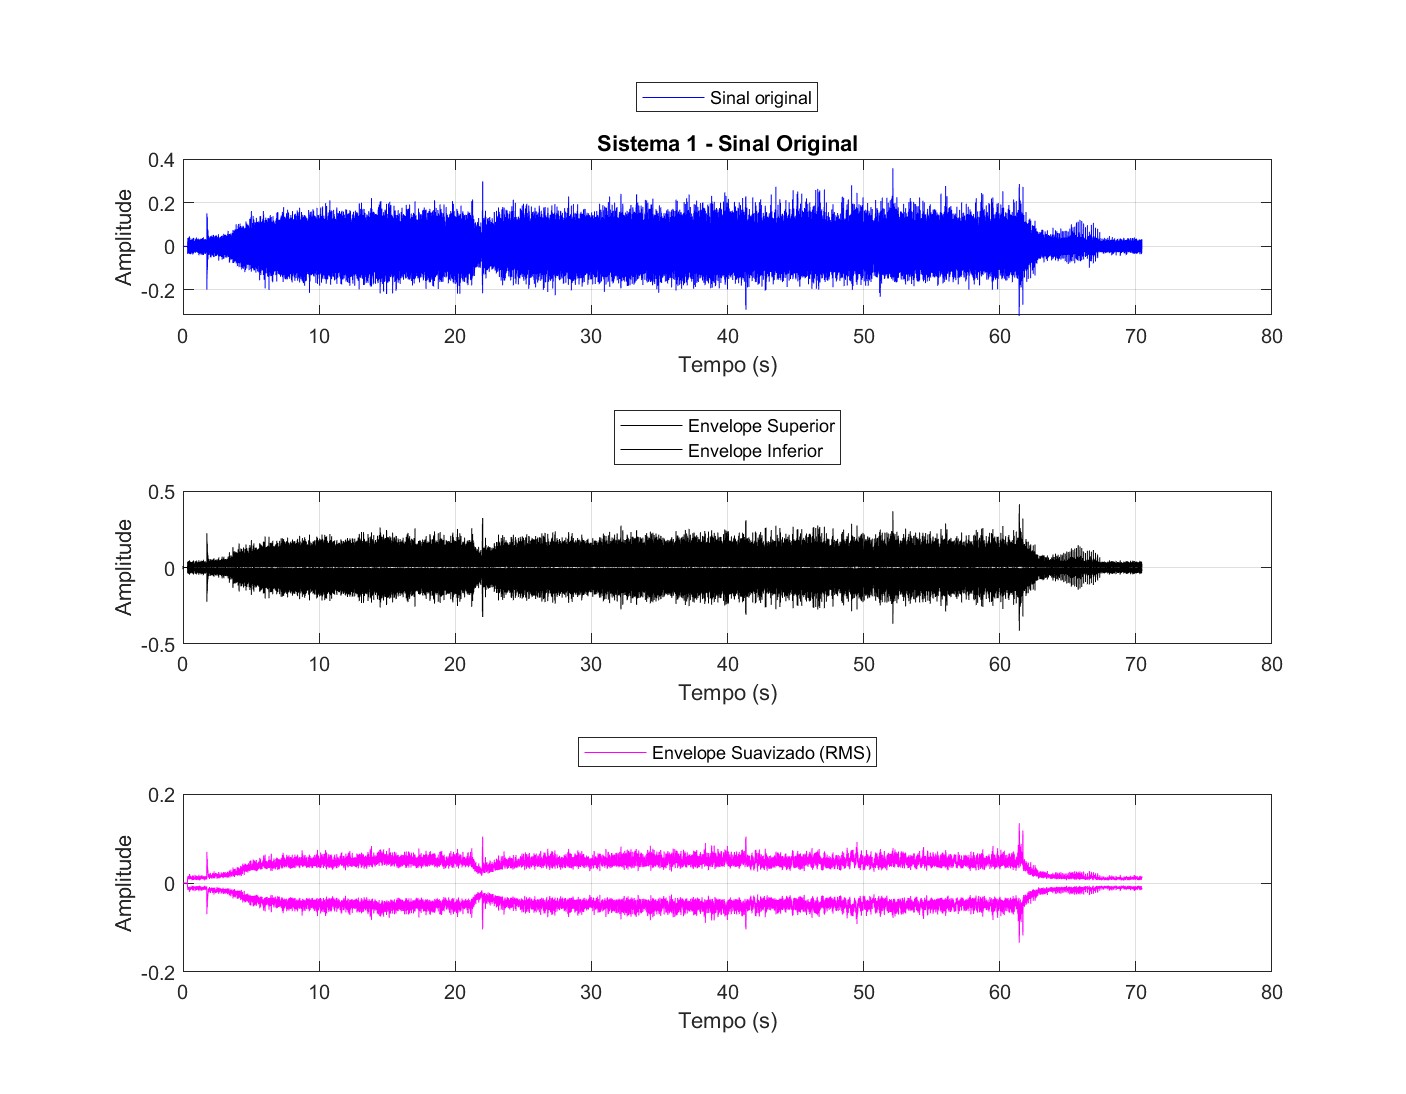 Sinal original
Sistema 1 - Sinal Original
0.4
0.2
0
-0.2
Amplitude
0 10 20 30 40 50 60 70 80
Tempo (s)
Envelope Superior
Envelope Inferior
0.5
0
-0.5
Amplitude
0 10 20 30 40 50 60 70 80
Tempo (s)
Envelope Suavizado (RMS)
0.2
0
-0.2
Amplitude
0 10 20 30 40 50 60 70 80
Tempo (s)